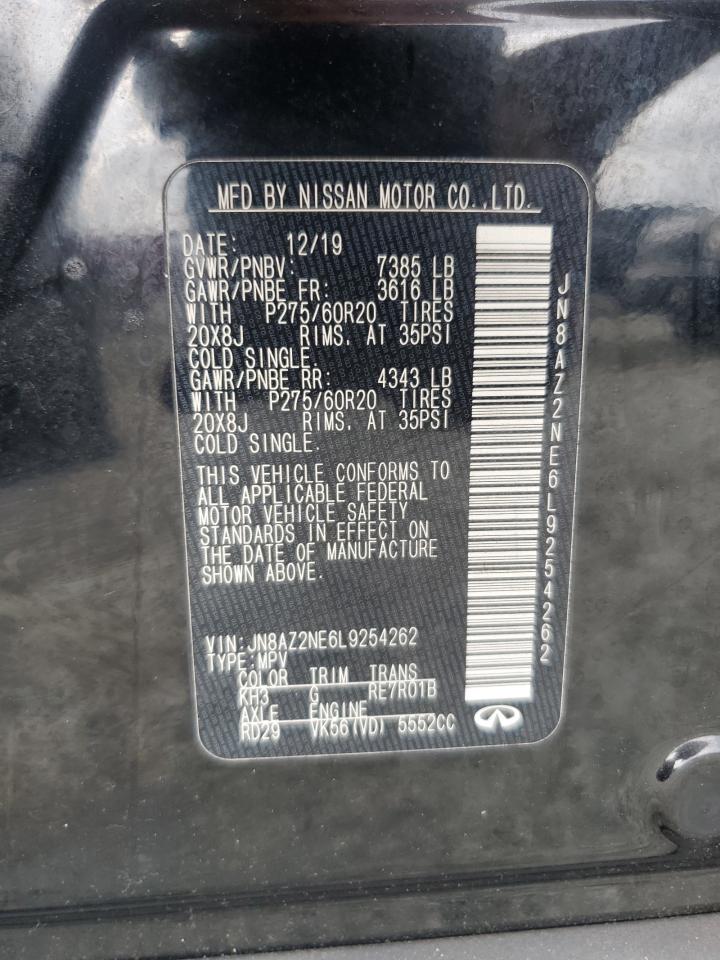 MFD BY NISSAN MOTOR CO.,LTD.
DATE: 12/19
GVWR/PNBV: 7385 LB
GAWR/PNBE FR: 3616 LB
WITH P275/60R20 TIRES
20X8J RIMS. AT 35PSI
COLD SINGLE.
GAWR/PNBE RR: 4343 LB
WITH P275/60R20 TIRES
20X8J RIMS. AT 35PSI
COLD SINGLE.
THIS VEHICLE CONFORMS TO
ALL APPLICABLE FEDERAL
MOTOR VEHICLE SAFETY
STANDARDS IN EFFECT ON
THE DATE OF MANUFACTURE
SHOWN ABOVE.
VIN:JN8AZ2NE6L9254262
TYPE:MPV
COLOR TRIM TRANS
KH3 G RE7R01B
AXLE ENGINE
RD29 VK56(VD) 5552CC
JN8AZ2NE6L9254262